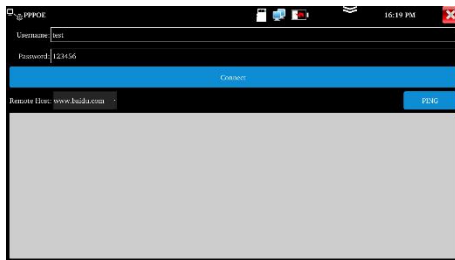 PPPOE 16:19 PM
Username: test
Password: 123456
Connect
Remote Host: www.baidu.com
PING